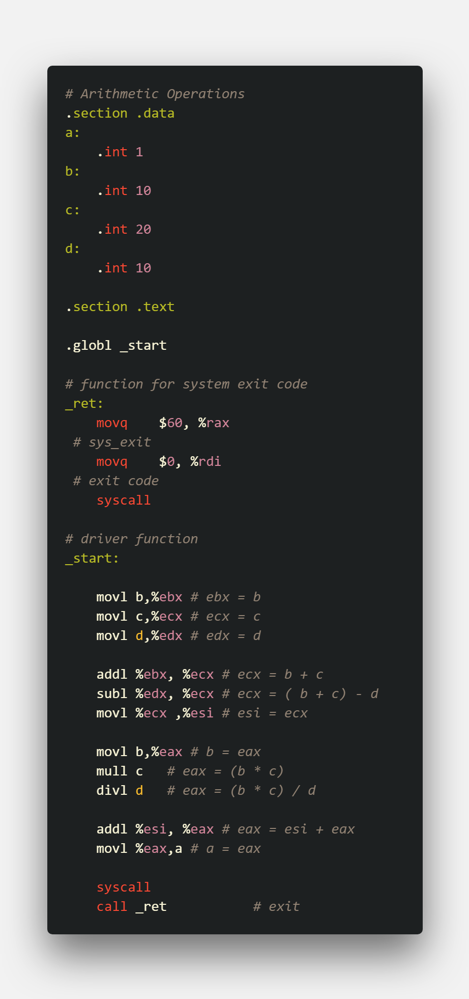 # Arithmetic Operations
.section .data
a:
    .int 1
b:
    .int 10
c:
    .int 20
d:
    .int 10

.section .text

.globl _start

# function for system exit code
_ret:
    movq    $60, %rax
 # sys_exit
    movq    $0, %rdi
 # exit code
    syscall

# driver function
_start:

    movl b,%ebx # ebx = b
    movl c,%ecx # ecx = c
    movl d,%edx # edx = d

    addl %ebx, %ecx # ecx = b + c
    subl %edx, %ecx # ecx = ( b + c) - d
    movl %ecx ,%esi # esi = ecx

    movl b,%eax # b = eax
    mull c   # eax = (b * c)
    divl d   # eax = (b * c) / d

    addl %esi, %eax # eax = esi + eax
    movl %eax,a # a = eax

    syscall
    call _ret           # exit